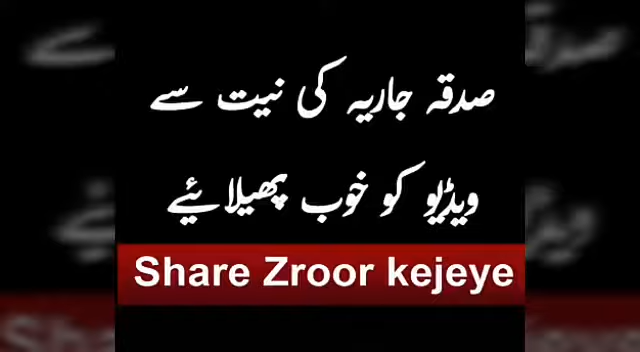 صدقہ جاریہ کی نیت سے
ویڈیو کو خوب پھیلائیے
Share Zroor kejeye